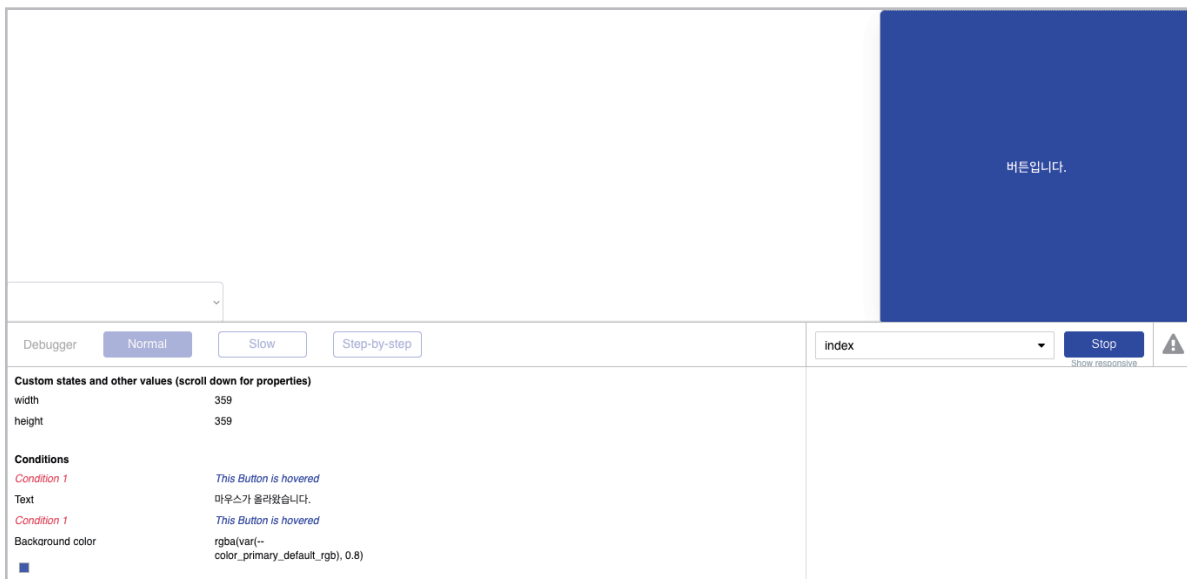 버튼입니다.
Debugger Normal Slow Step-by-step index Stop
Show responsive
Custom states and other values (scroll down for properties)
width 359
height 359
Conditions
Condition 1 This Button is hovered
Text 마우스가 올라왔습니다.
Condition 1 This Button is hovered
Background color rgba(var(--
color_primary_default_rgb), 0.8)